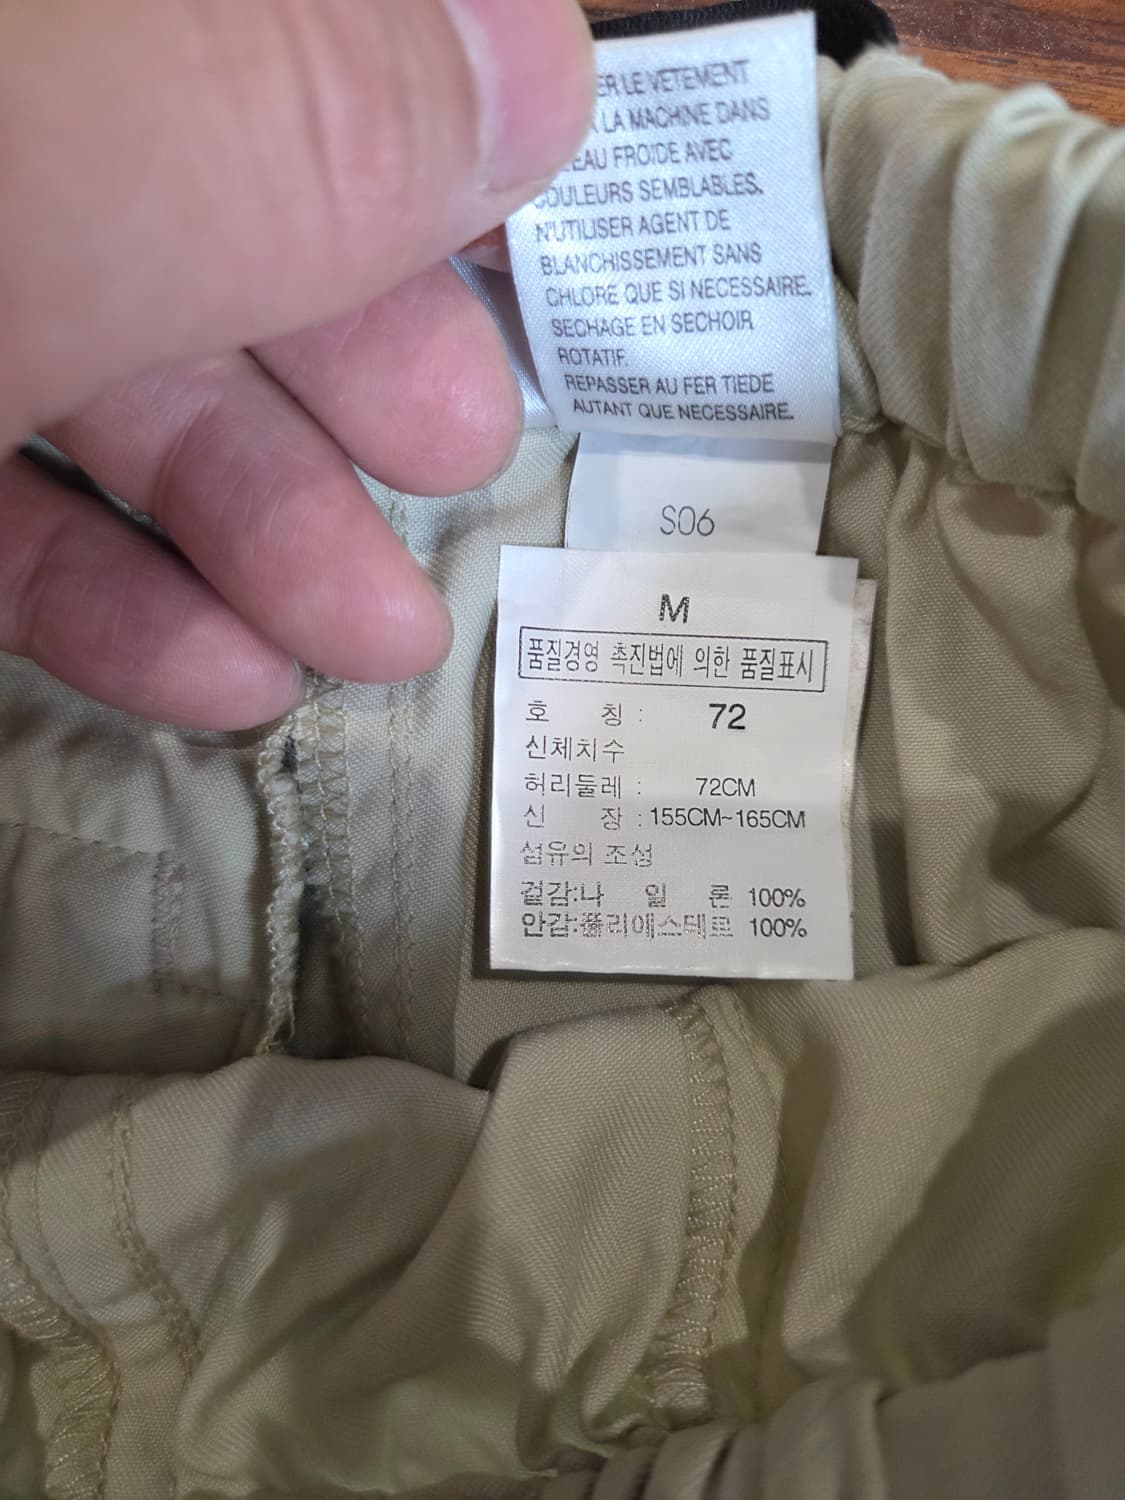 LE VETEMENT
LA MACHINE DANS
EAU FROIDE AVEC
COULEURS SEMBLABLES.
N'UTILISER AGENT DE
BLANCHISSEMENT SANS
CHLORE QUE SI NECESSAIRE.
SECHAGE EN SECHOIR
ROTATIF.
REPASSER AU FER TIEDE
AUTANT QUE NECESSAIRE.
S06
M
품질경영 촉진법에 의한 품질표시
호 칭 : 72
신체치수
허리둘레 : 72CM
신 장 : 155CM~165CM
섬유의 조성
겉감:나 일 론 100%
안감:폴리에스테르 100%